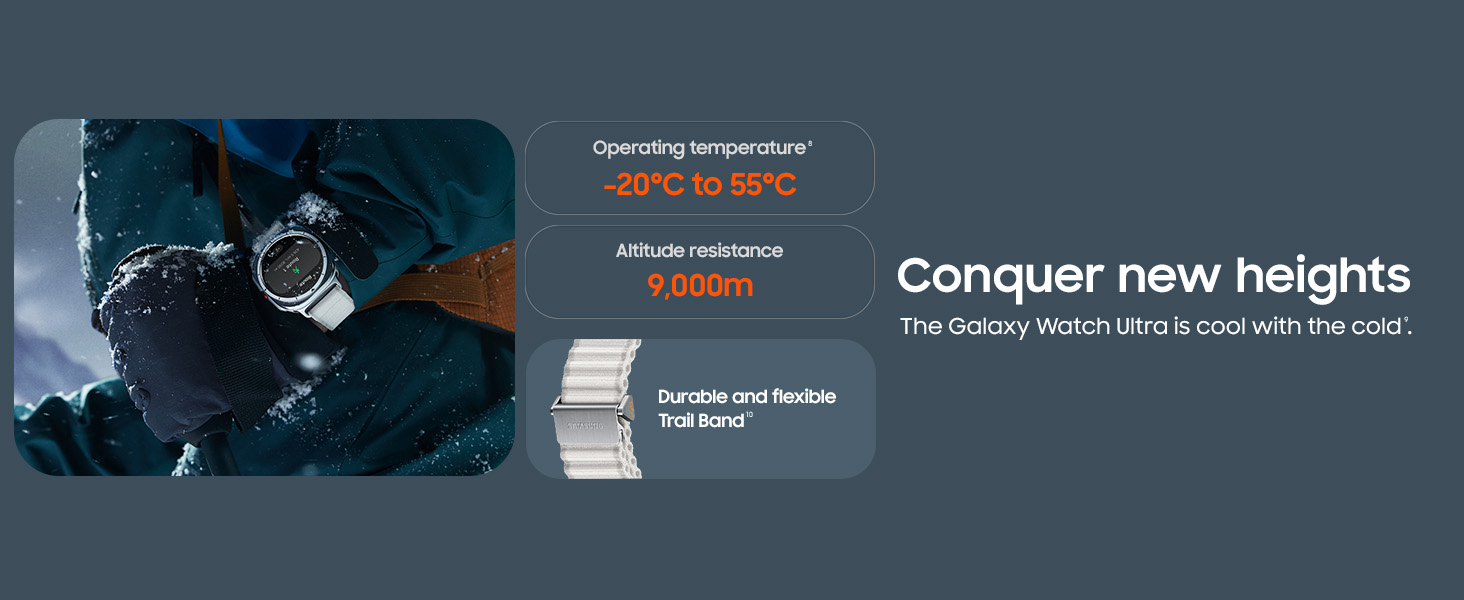 Operating temperature⁸
-20°C to 55°C
Altitude resistance
9,000m
Durable and flexible
Trail Band¹⁰
Conquer new heights
The Galaxy Watch Ultra is cool with the cold⁹.